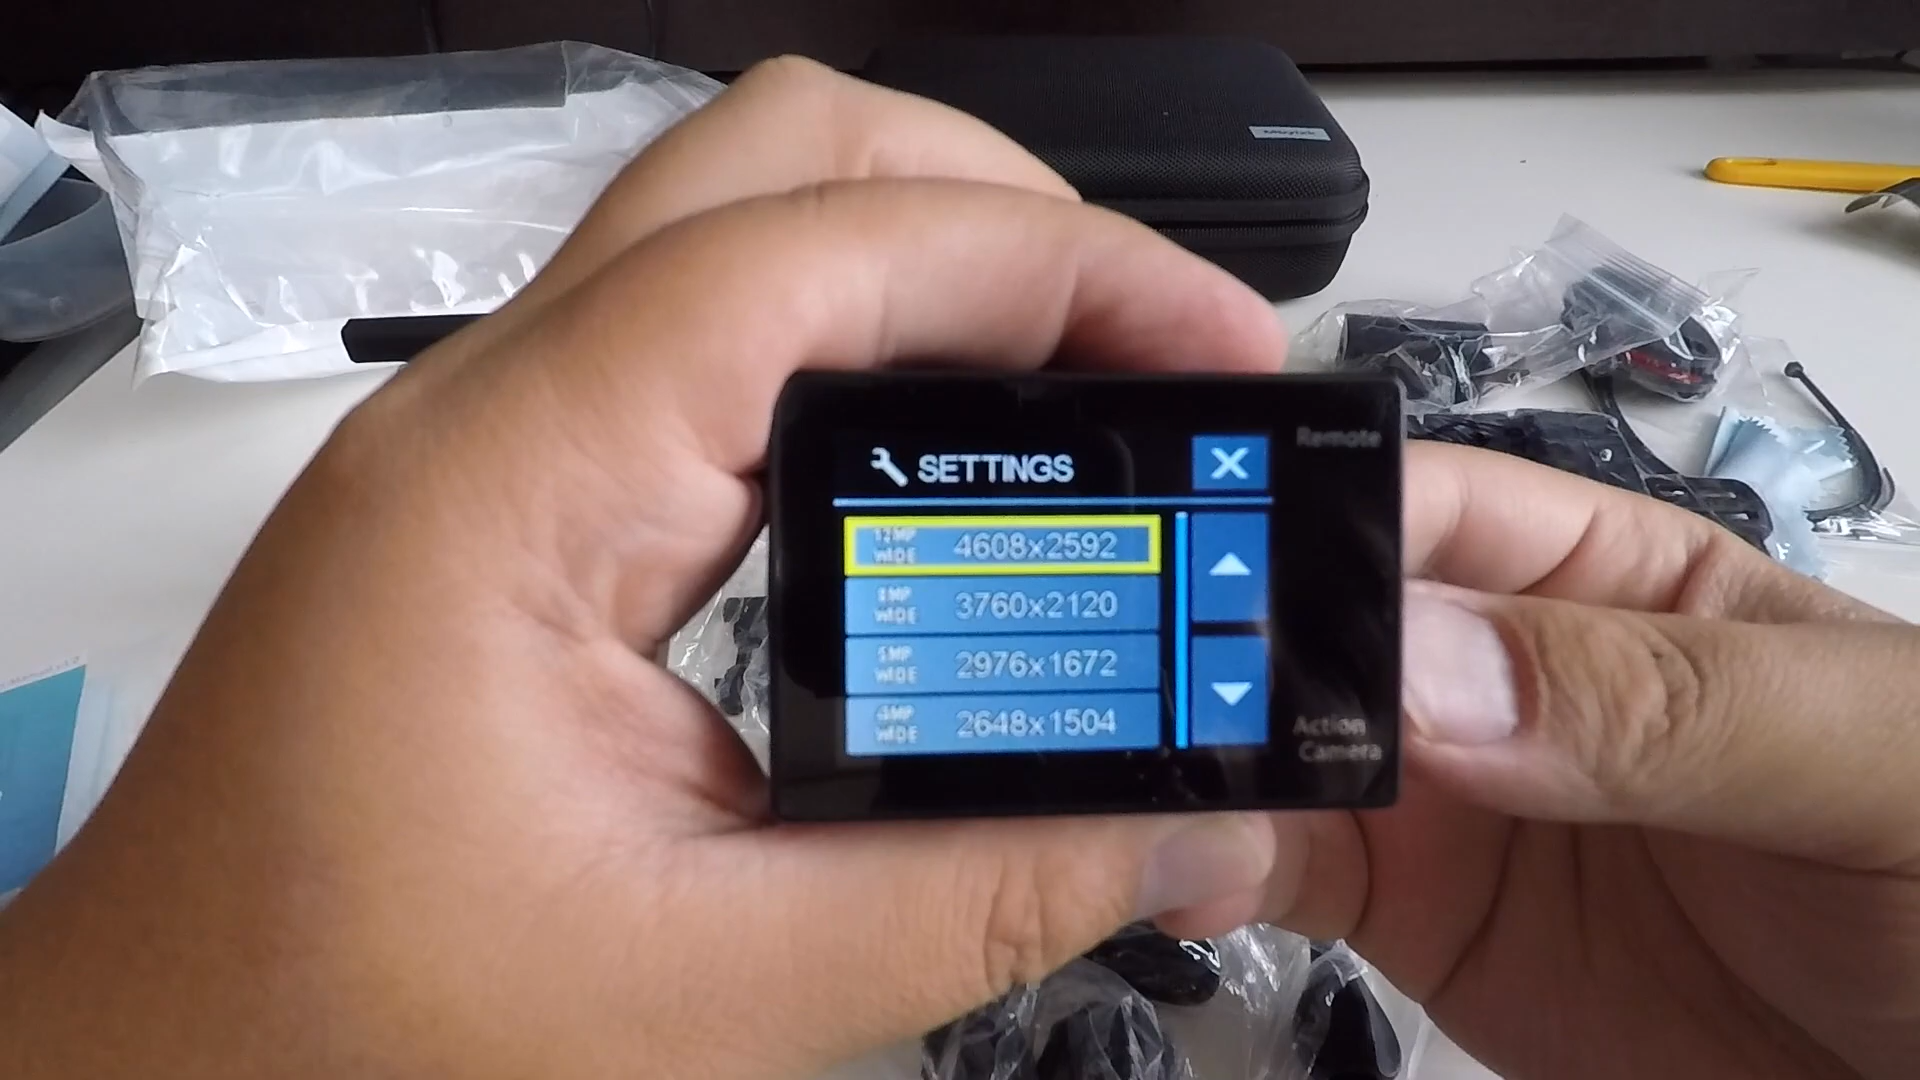 SETTINGS
X
Remote
12MP WIDE 4608x2592
8MP WIDE 3760x2120
5MP WIDE 2976x1672
4MP WIDE 2648x1504
Action
Camera